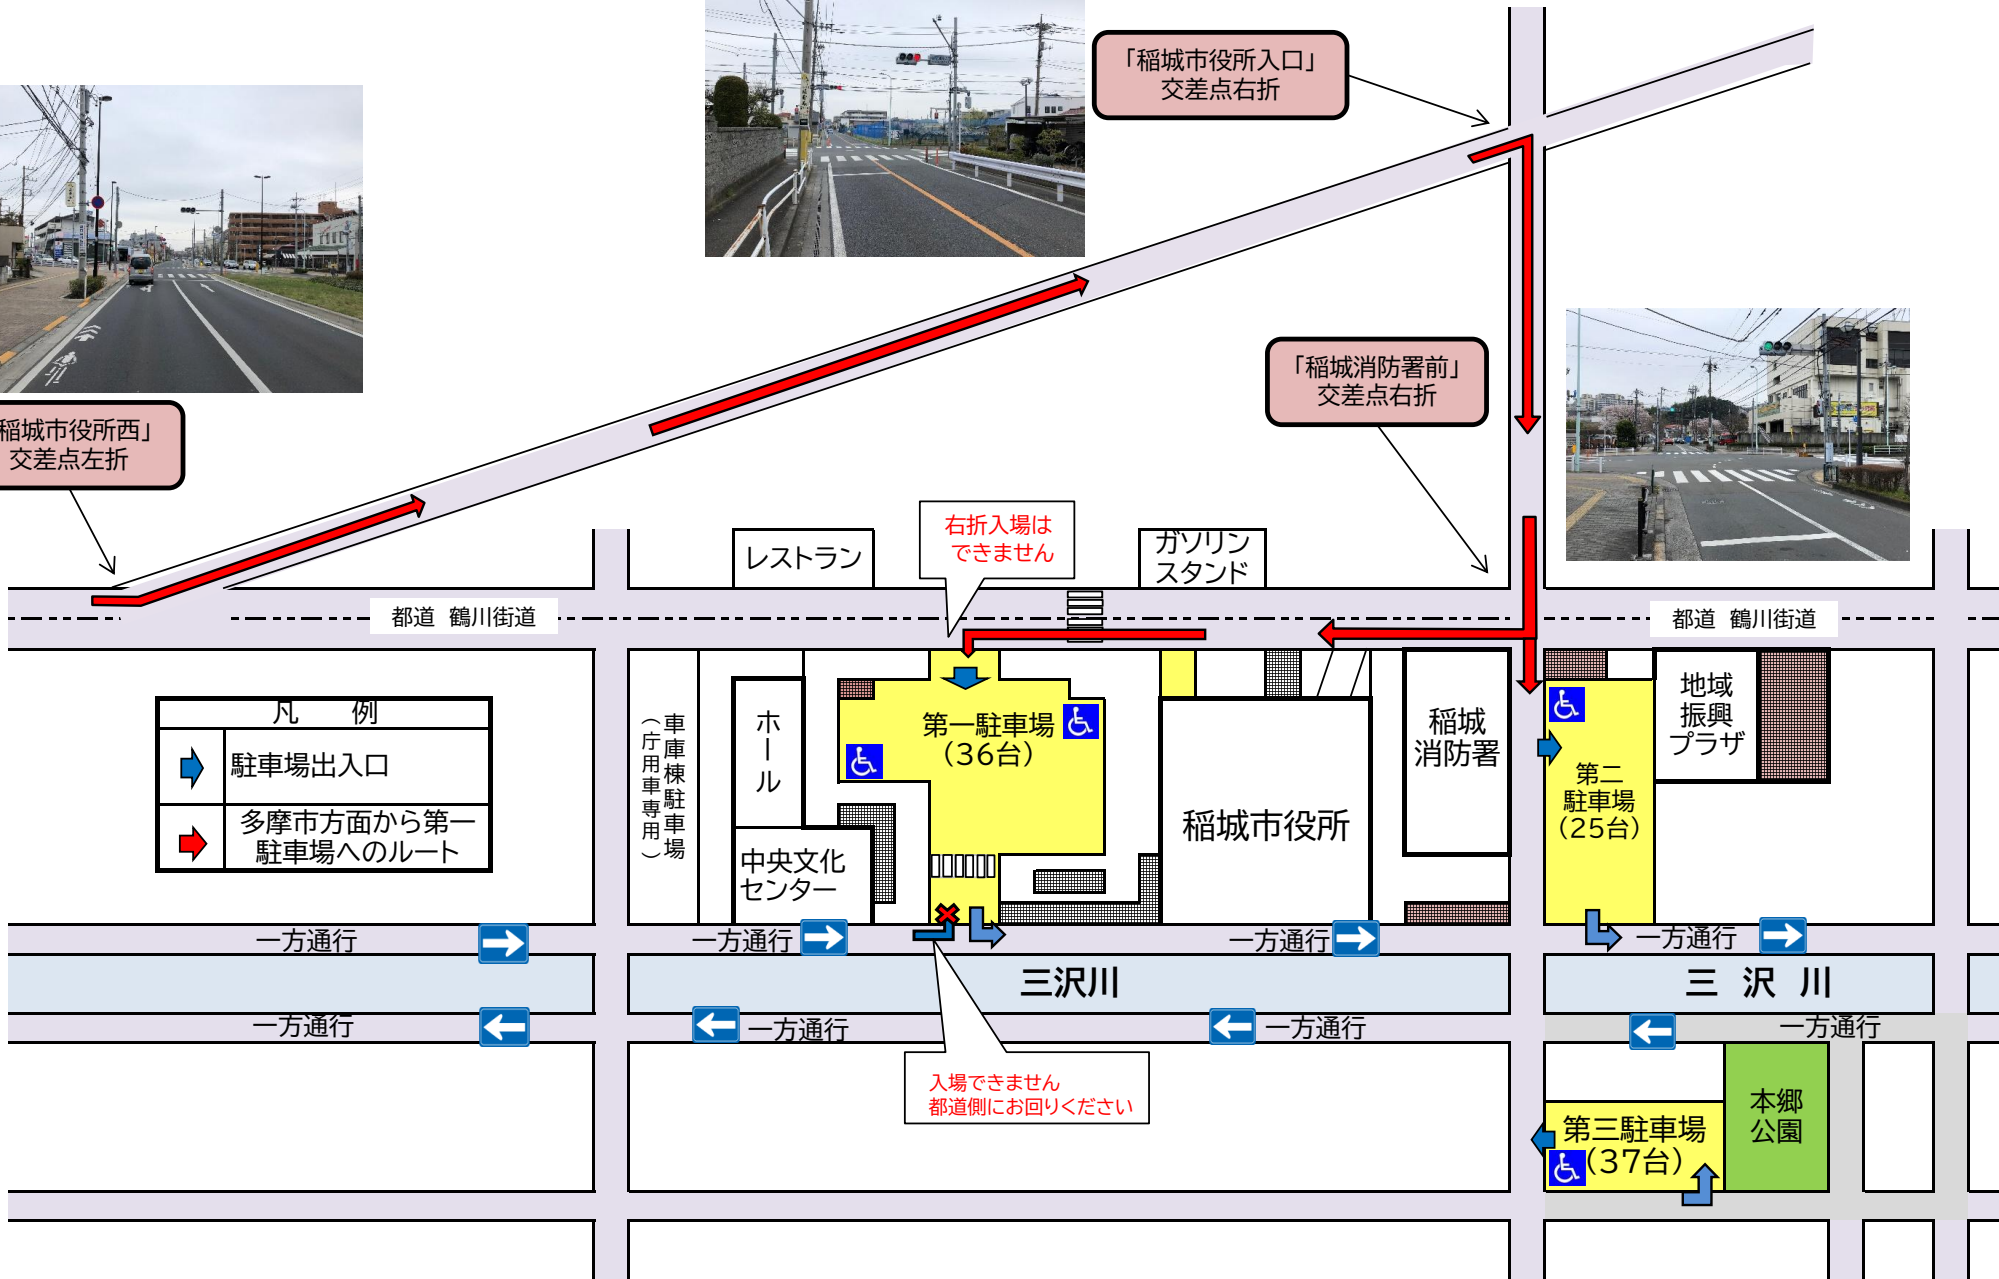 「稲城市役所入口」
交差点右折
稲城市役所西」
交差点左折
「稲城消防署前」
交差点右折
レストラン
右折入場は
できません
ガソリン
スタンド
都道 鶴川街道
都道 鶴川街道
凡 例
駐車場出入口
多摩市方面から第一
駐車場へのルート
車庫棟駐車場
（庁用車専用）
ホール
中央文化
センター
第一駐車場
（36台）
稲城市役所
稲城
消防署
第二
駐車場
（25台）
地域
振興
プラザ
一方通行
一方通行
一方通行
一方通行
三沢川
三 沢 川
一方通行
一方通行
一方通行
一方通行
入場できません
都道側にお回りください
第三駐車場
（37台）
本郷
公園